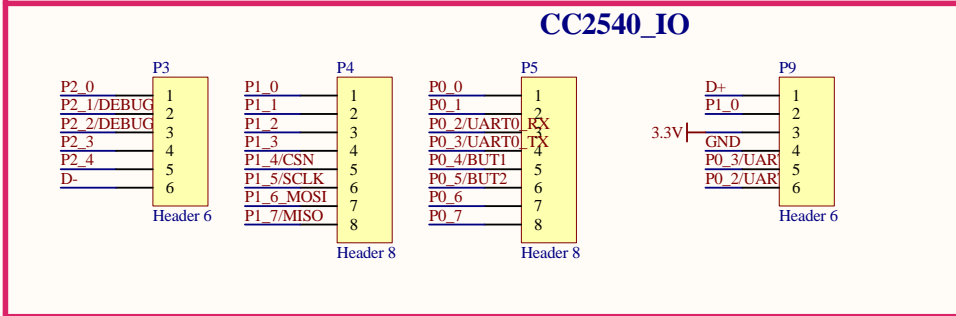 CC2540_IO
P3
P2_0 1
P2_1/DEBUG 2
P2_2/DEBUG 3
P2_3 4
P2_4 5
D- 6
Header 6
P4
P1_0 1
P1_1 2
P1_2 3
P1_3 4
P1_4/CSN 5
P1_5/SCLK 6
P1_6_MOSI 7
P1_7/MISO 8
Header 8
P5
P0_0 1
P0_1 2
P0_2/UART0_RX 3
P0_3/UART0_TX 4
P0_4/BUT1 5
P0_5/BUT2 6
P0_6 7
P0_7 8
Header 8
P9
D+ 1
P1_0 2
3.3V 3
GND 4
P0_3/UAR 5
P0_2/UAR 6
Header 6